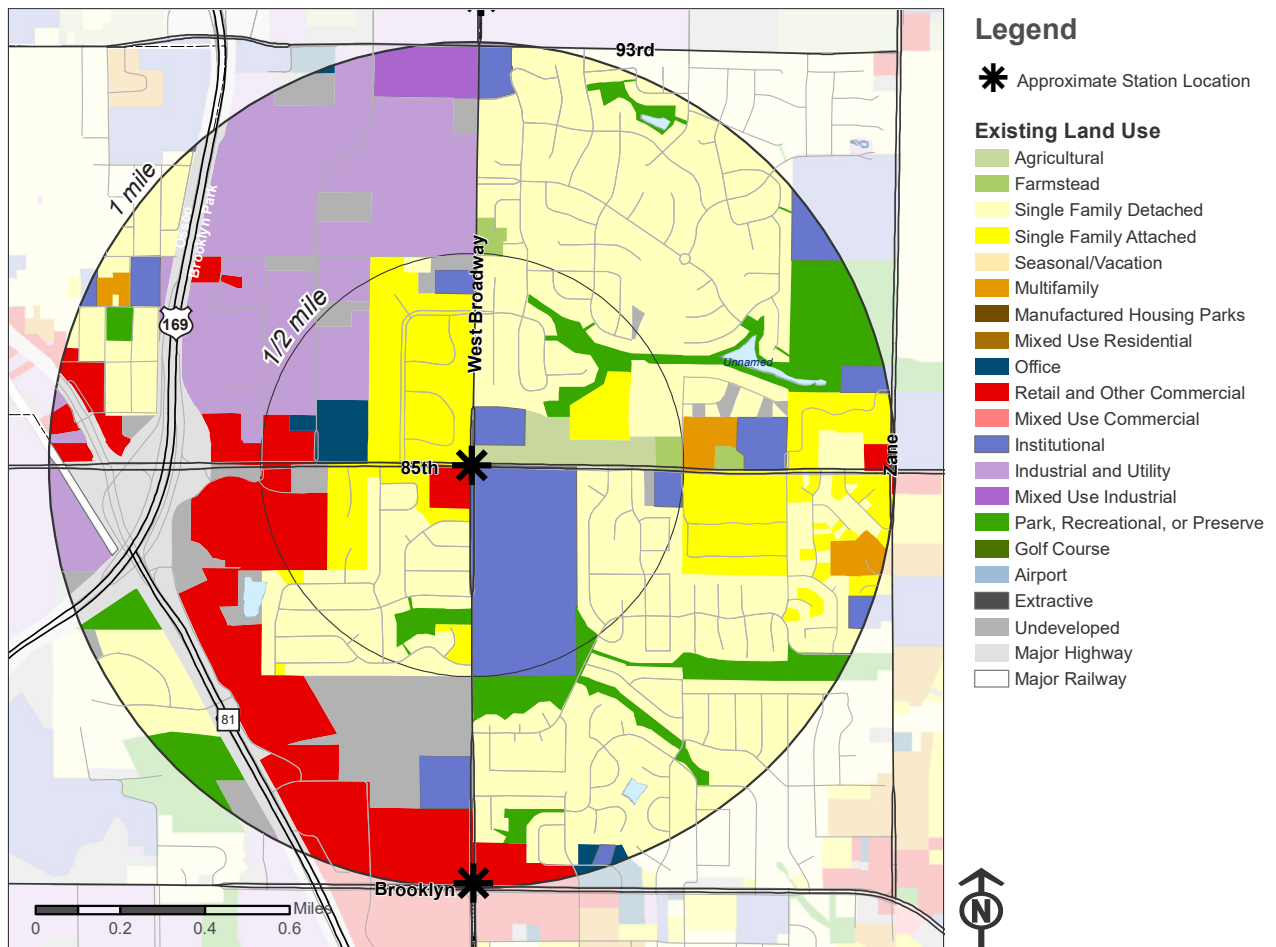 93rd
1 mile
Osseo
Brooklyn Park
West Broadway
1/2 mile
169
Unnamed
85th
Zane
81
Brooklyn
Miles
0 0.2 0.4 0.6
Legend
Approximate Station Location
Existing Land Use
Agricultural
Farmstead
Single Family Detached
Single Family Attached
Seasonal/Vacation
Multifamily
Manufactured Housing Parks
Mixed Use Residential
Office
Retail and Other Commercial
Mixed Use Commercial
Institutional
Industrial and Utility
Mixed Use Industrial
Park, Recreational, or Preserve
Golf Course
Airport
Extractive
Undeveloped
Major Highway
Major Railway
N